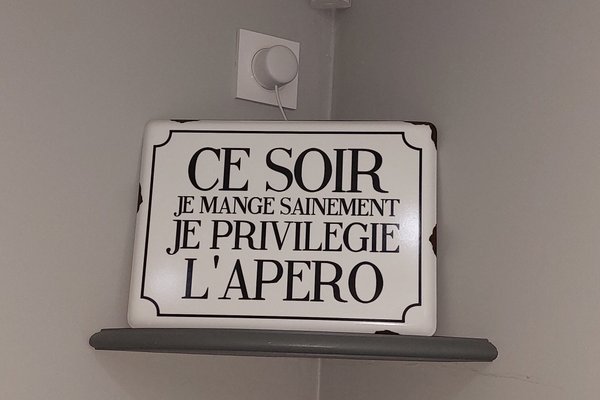 CE SOIR
JE MANGE SAINEMENT
JE PRIVILEGIE
L'APERO